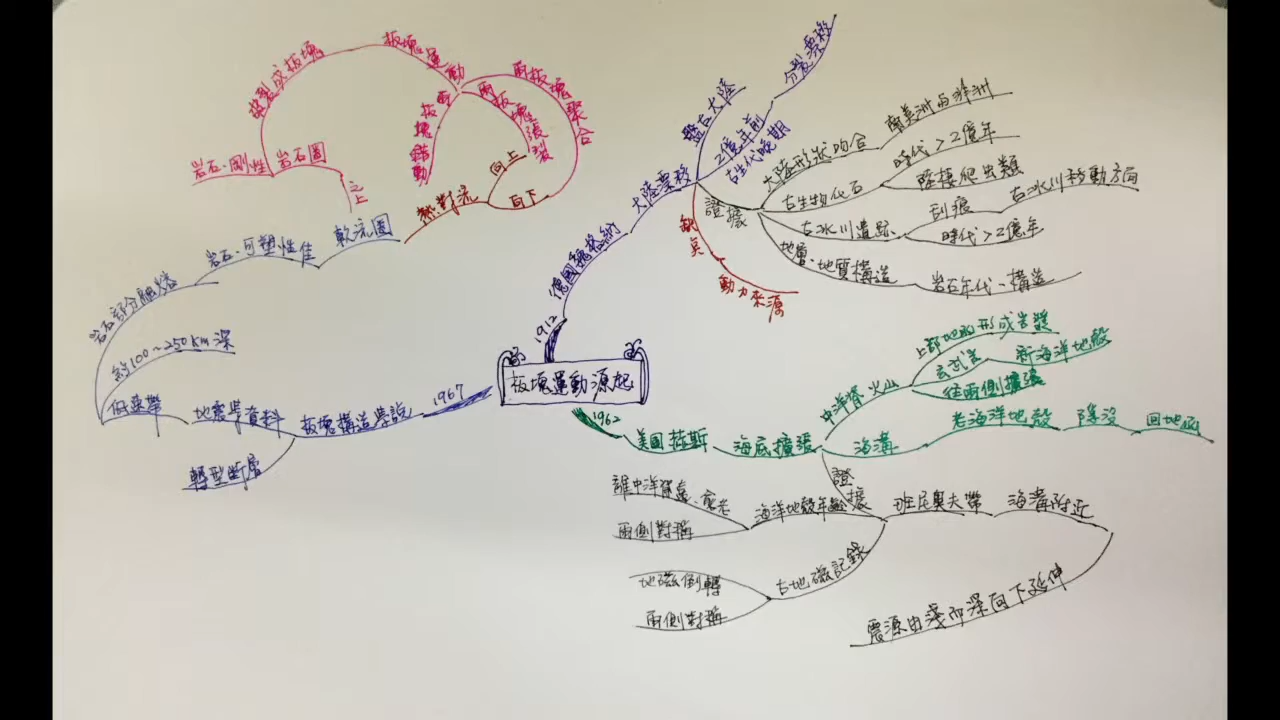 板塊運動源起
1912
德國韋格納
大陸漂移
盤古大陸
2億年前
古生代晚期
分裂漂移
證據
大陸形狀吻合
南美洲的非洲
古生物化石
時代>2億年
陸棲爬虫類
古冰川遺跡
刮痕
古冰川移動方向
時代>2億年
地層、地質構造
岩石年代、構造
缺點
動力來源
1962
美國赫斯
海底擴張
中洋脊
火山
上部地函形成岩漿
玄武岩
新海洋地殼
往兩側擴張
海溝
老海洋地殼
隱沒
回地函
證據
海洋地殼年齡
離中洋脊遠、愈老
兩側對稱
古地磁記錄
地磁倒轉
兩側對稱
班尼奧夫帶
海溝附近
震源由淺而深向下延伸
1967
板塊構造學說
轉型斷層
地震學資料
低速帶
約100~250km深
岩石部分熔融
岩石、可塑性佳
軟流圈
之上
岩石圈
岩石、剛性
破裂成板塊
板塊運動
兩板塊錯動
兩板塊張裂
兩板塊聚合
熱對流
向上
向下